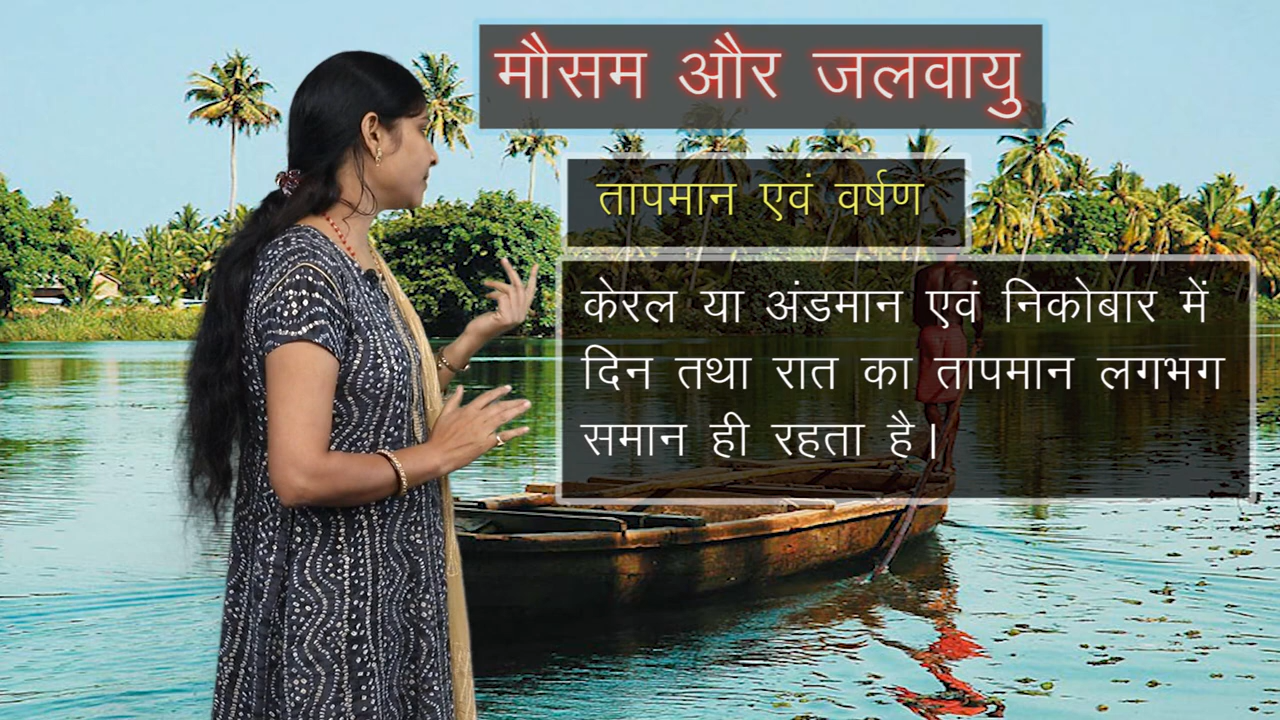 मौसम और जलवायु
तापमान एवं वर्षण
केरल या अंडमान एवं निकोबार में
दिन तथा रात का तापमान लगभग
समान ही रहता है।